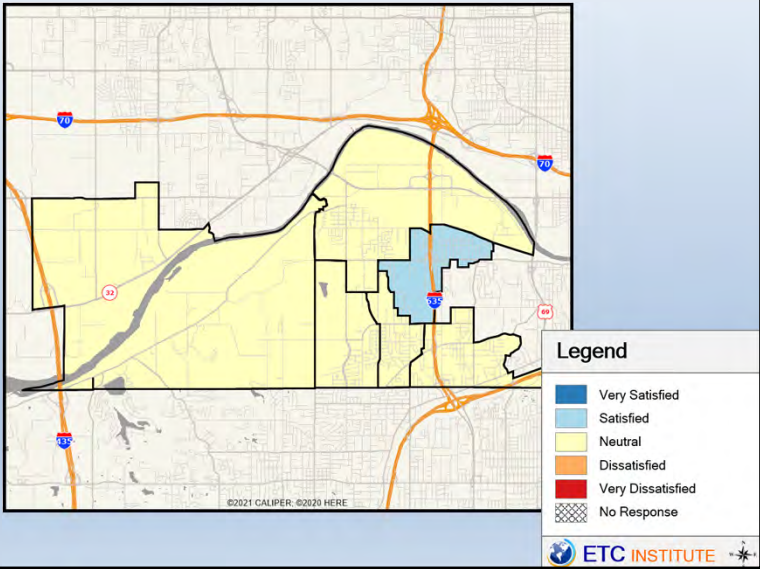 70
70
32
635
69
435
©2021 CALIPER; ©2020 HERE
Legend
Very Satisfied
Satisfied
Neutral
Dissatisfied
Very Dissatisfied
No Response
ETC INSTITUTE
N
W E
S